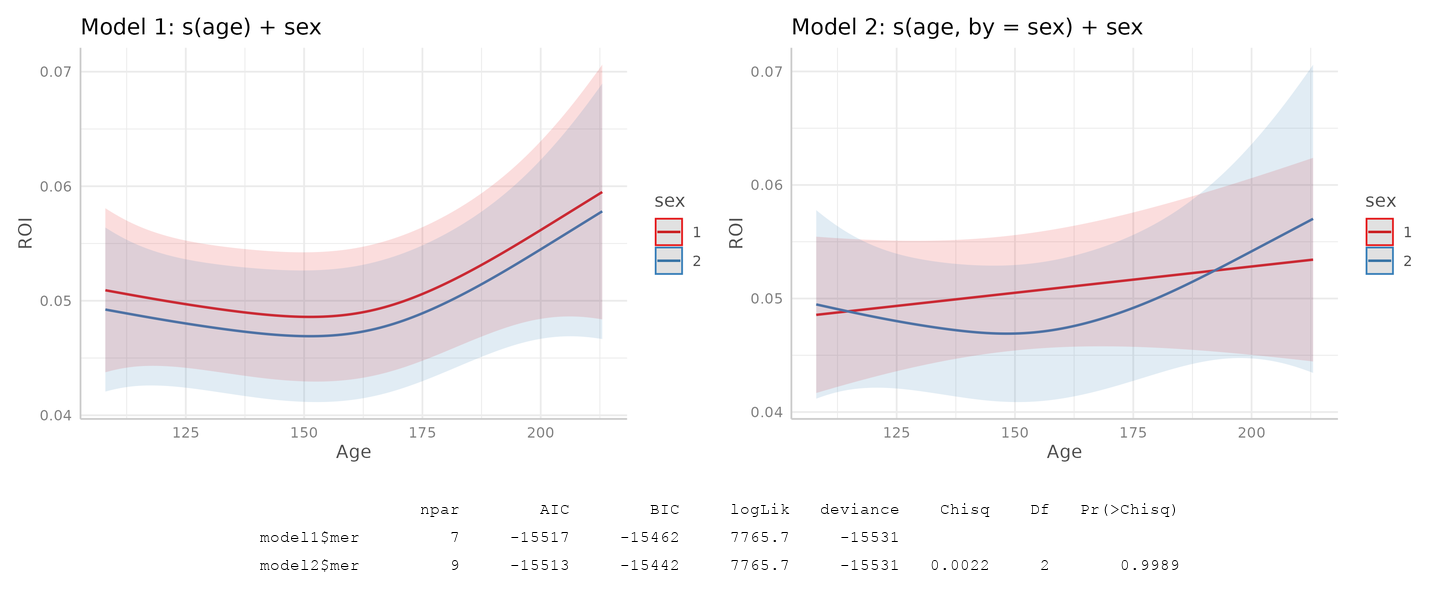 Model 1: s(age) + sex
0.07
0.06
0.05
0.04
ROI
125 150 175 200
Age
sex
1
2
Model 2: s(age, by = sex) + sex
0.07
0.06
0.05
0.04
ROI
125 150 175 200
Age
sex
1
2
npar AIC BIC logLik deviance Chisq Df Pr(>Chisq)
model1$mer 7 -15517 -15462 7765.7 -15531
model2$mer 9 -15513 -15442 7765.7 -15531 0.0022 2 0.9989